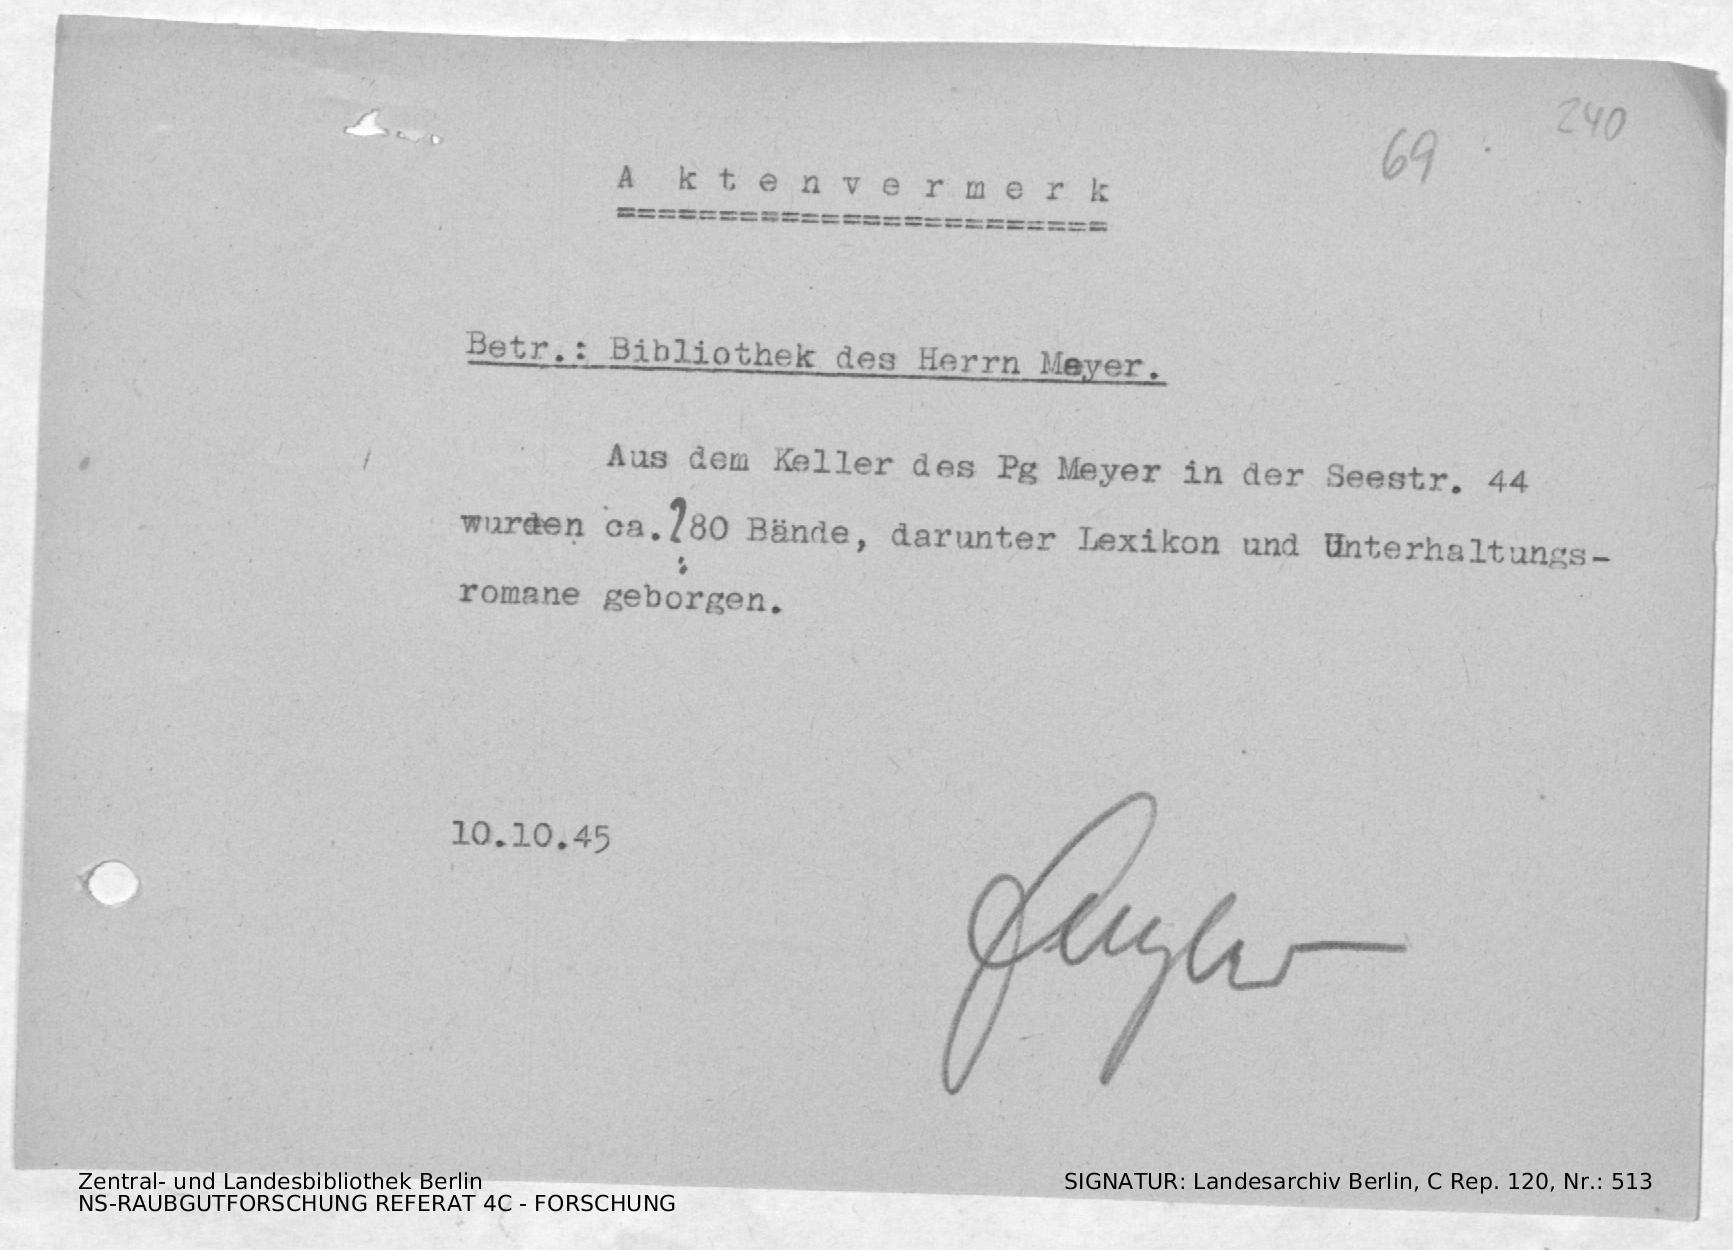 240
69
A ktenvermerk
========================
Betr.: Bibliothek des Herrn Meyer.
Aus dem Keller des Pg Meyer in der Seestr. 44
wurden ca. 80 Bände, darunter Lexikon und Unterhaltungs-
romane geborgen.
10.10.45
Zentral- und Landesbibliothek Berlin
NS-RAUBGUTFORSCHUNG REFERAT 4C - FORSCHUNG
SIGNATUR: Landesarchiv Berlin, C Rep. 120, Nr.: 513